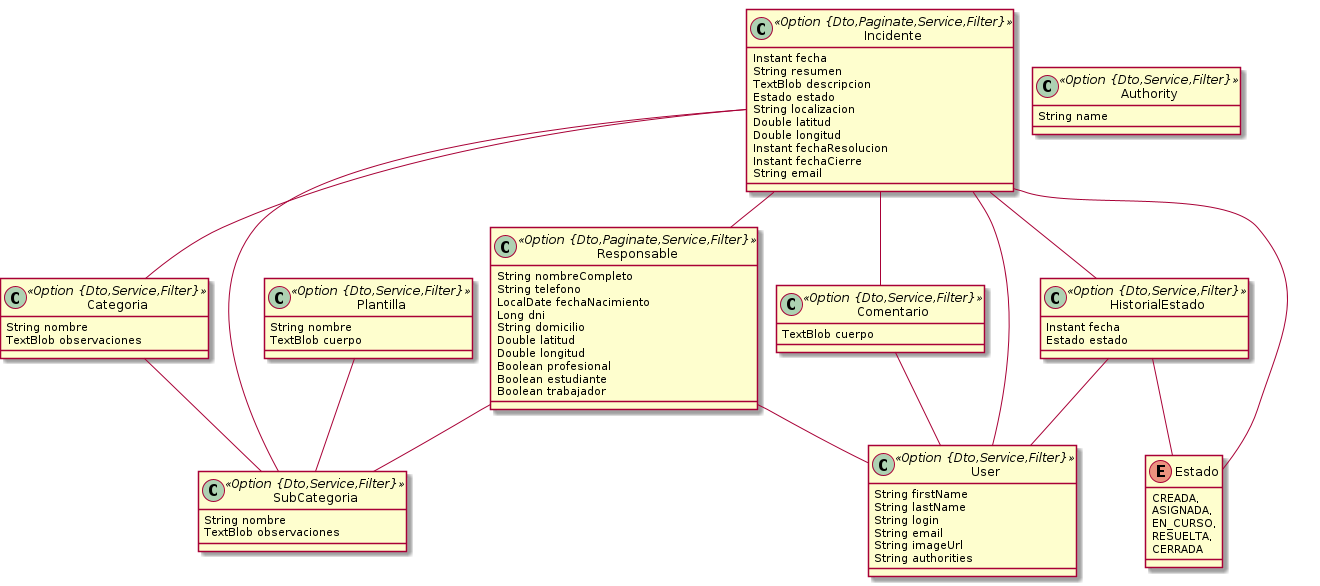 C «Option {Dto,Paginate,Service,Filter}»
Incidente
Instant fecha
String resumen
TextBlob descripcion
Estado estado
String localizacion
Double latitud
Double longitud
Instant fechaResolucion
Instant fechaCierre
String email
C «Option {Dto,Service,Filter}»
Authority
String name
C «Option {Dto,Paginate,Service,Filter}»
Responsable
String nombreCompleto
String telefono
LocalDate fechaNacimiento
Long dni
String domicilio
Double latitud
Double longitud
Boolean profesional
Boolean estudiante
Boolean trabajador
C «Option {Dto,Service,Filter}»
Categoria
String nombre
TextBlob observaciones
C «Option {Dto,Service,Filter}»
Plantilla
String nombre
TextBlob cuerpo
C «Option {Dto,Service,Filter}»
Comentario
TextBlob cuerpo
C «Option {Dto,Service,Filter}»
HistorialEstado
Instant fecha
Estado estado
C «Option {Dto,Service,Filter}»
SubCategoria
String nombre
TextBlob observaciones
C «Option {Dto,Service,Filter}»
User
String firstName
String lastName
String login
String email
String imageUrl
String authorities
E Estado
CREADA,
ASIGNADA,
EN_CURSO,
RESUELTA,
CERRADA